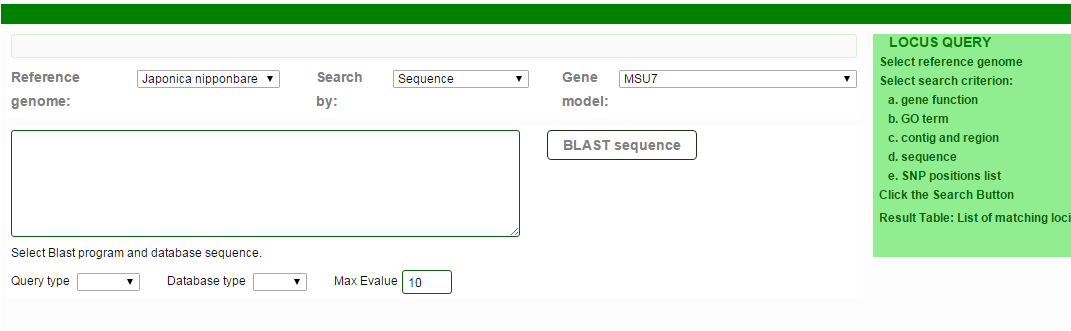 LOCUS QUERY
Reference genome: Japonica nipponbare Search by: Sequence Gene model: MSU7
Select reference genome
Select search criterion:
a. gene function
b. GO term
c. contig and region
d. sequence
e. SNP positions list
Click the Search Button
Result Table: List of matching loci
BLAST sequence
Select Blast program and database sequence.
Query type Database type Max Evalue 10